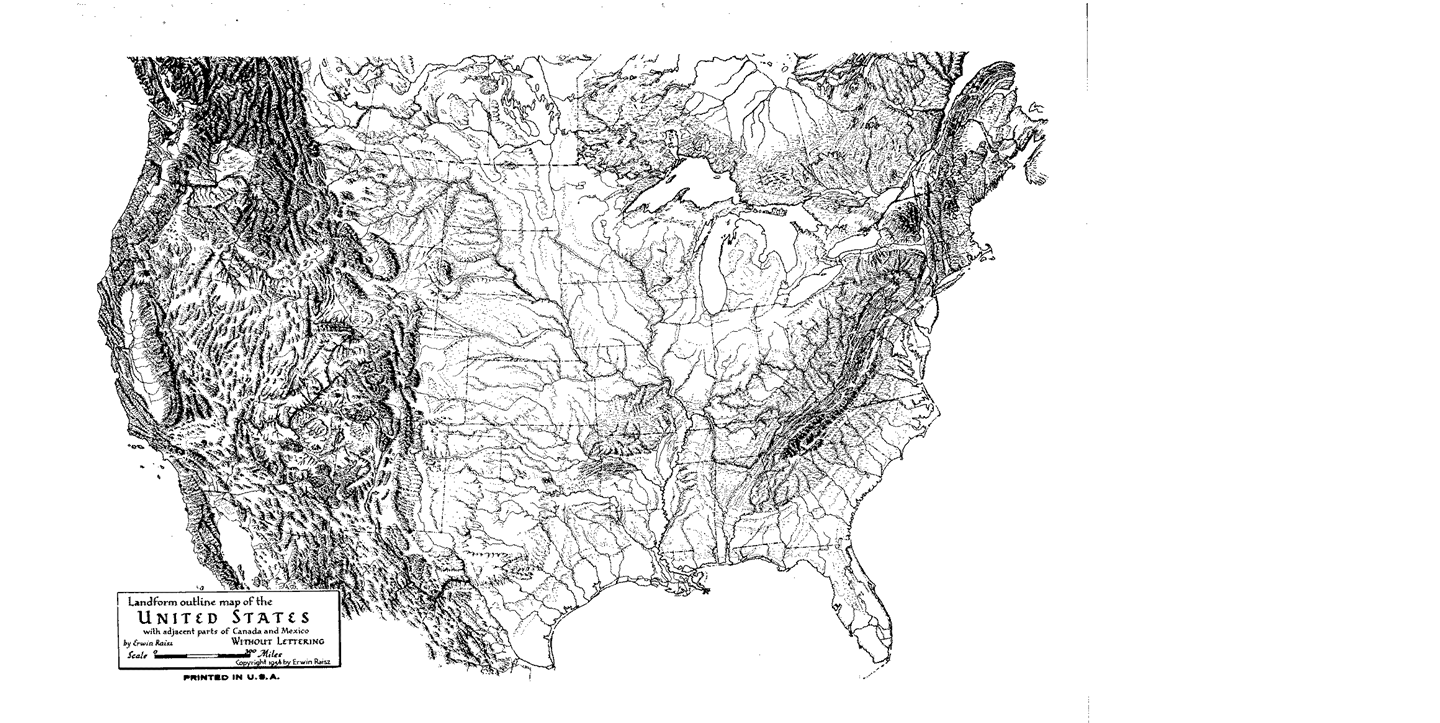 Landform outline map of the
UNITED STATES
with adjacent parts of Canada and Mexico
by Erwin Raisz WITHOUT LETTERING
Scale 0 300 Miles
Copyright 1954 by Erwin Raisz
PRINTED IN U.S.A.